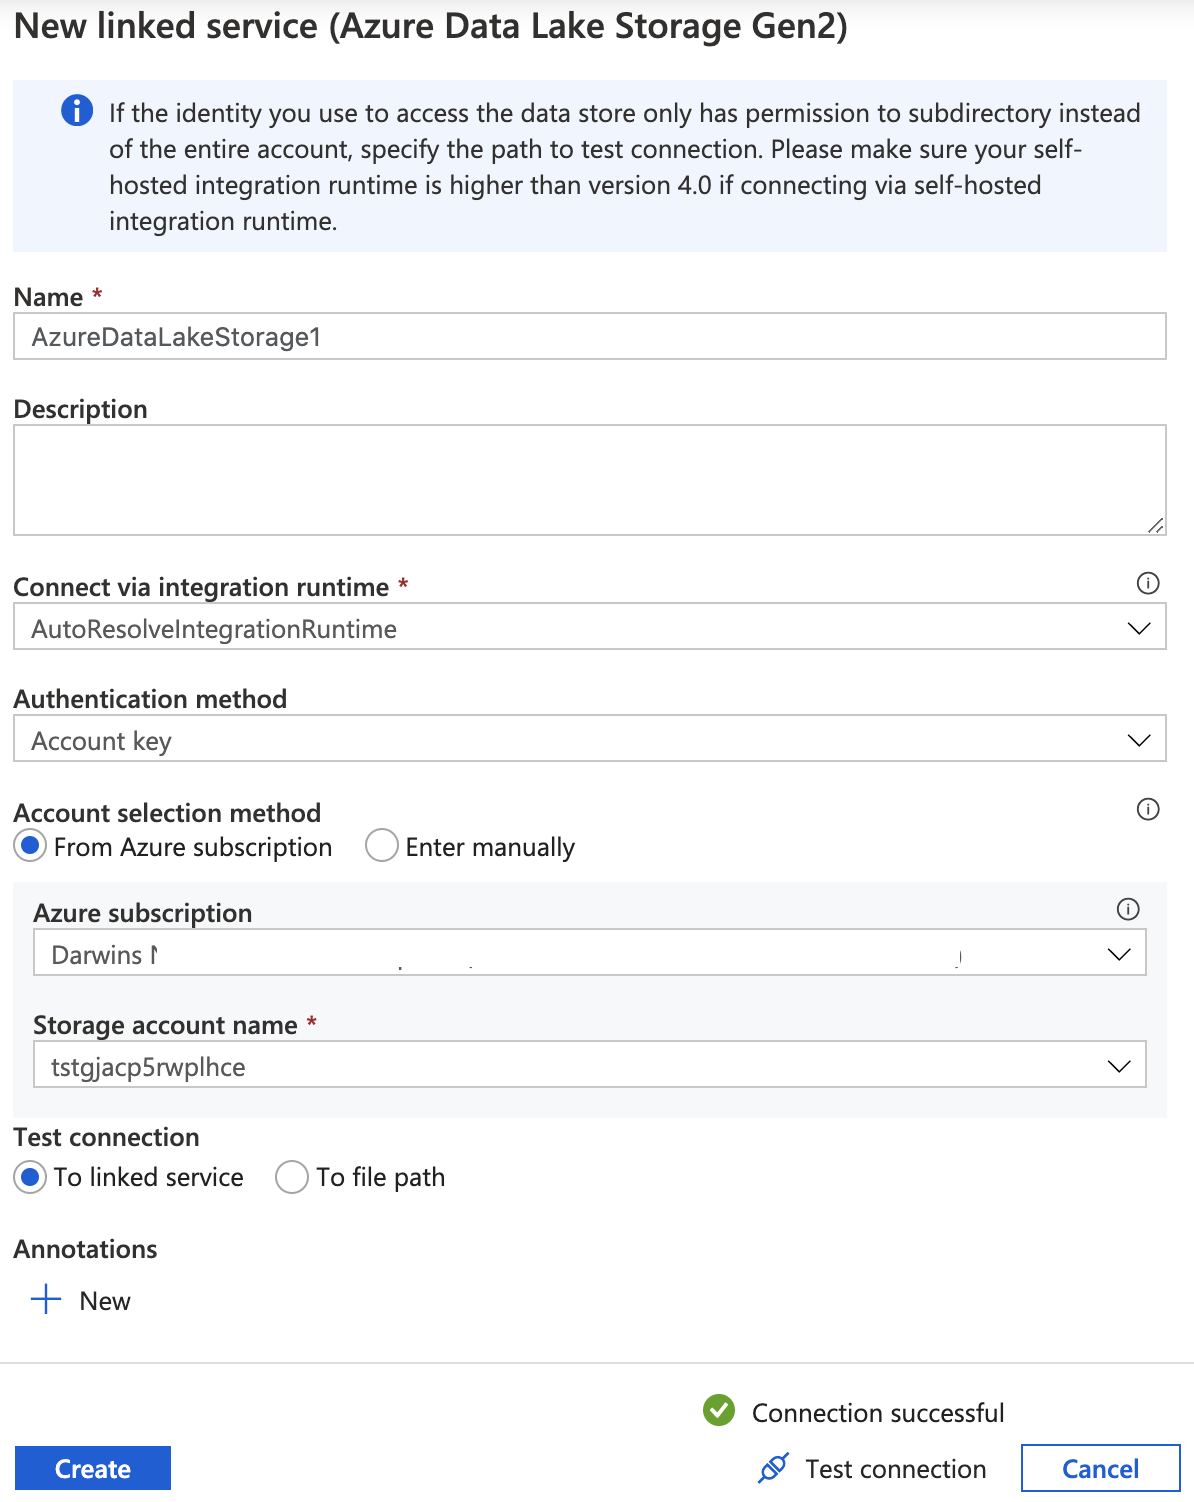 New linked service (Azure Data Lake Storage Gen2)
If the identity you use to access the data store only has permission to subdirectory instead
of the entire account, specify the path to test connection. Please make sure your self-
hosted integration runtime is higher than version 4.0 if connecting via self-hosted
integration runtime.
Name *
AzureDataLakeStorage1
Description
Connect via integration runtime *
AutoResolveIntegrationRuntime
Authentication method
Account key
Account selection method
From Azure subscription Enter manually
Azure subscription
Darwins
Storage account name *
tstgjacp5rwplhce
Test connection
To linked service To file path
Annotations
New
Connection successful
Create Test connection Cancel